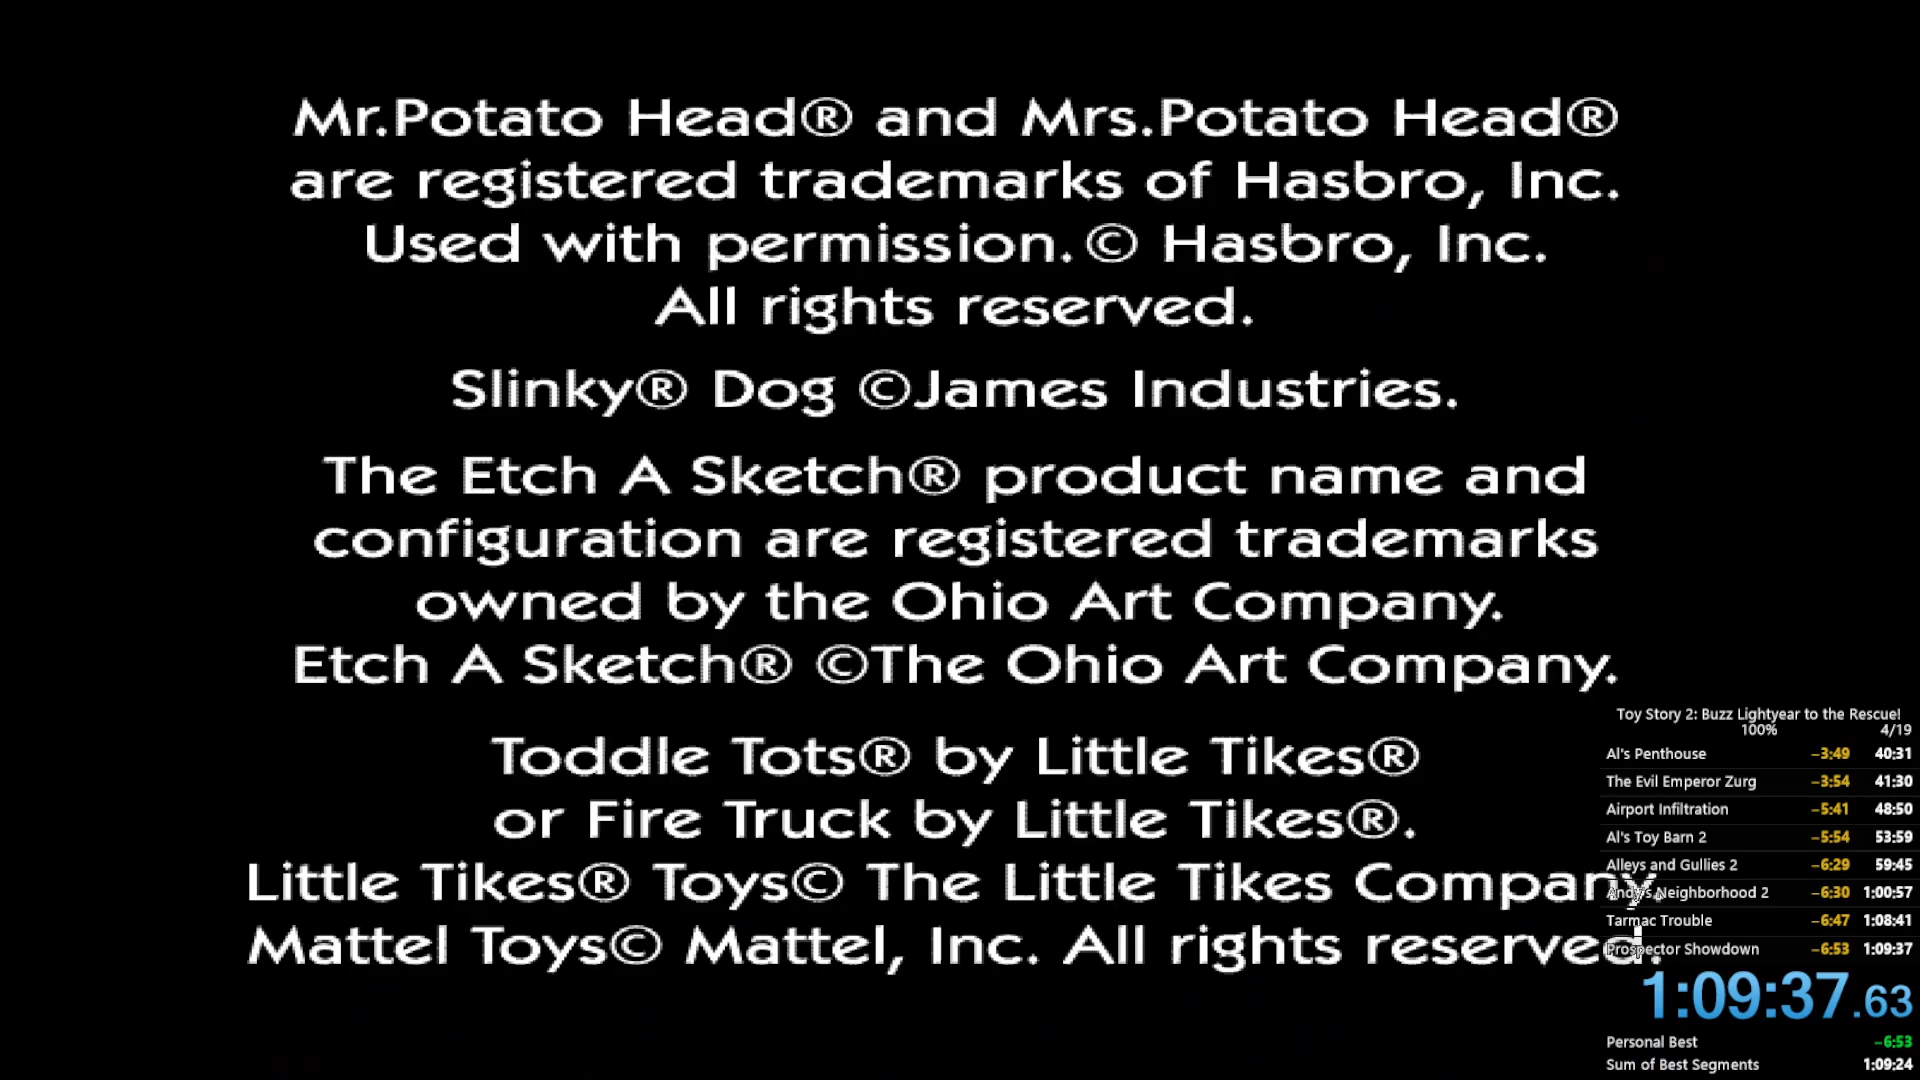 Mr.Potato Head® and Mrs.Potato Head®
are registered trademarks of Hasbro, Inc.
Used with permission.© Hasbro, Inc.
All rights reserved.
Slinky® Dog ©James Industries.
The Etch A Sketch® product name and
configuration are registered trademarks
owned by the Ohio Art Company.
Etch A Sketch® ©The Ohio Art Company.
Toddle Tots® by Little Tikes®
or Fire Truck by Little Tikes®.
Little Tikes® Toys© The Little Tikes Company.
Mattel Toys© Mattel, Inc. All rights reserved.
Toy Story 2: Buzz Lightyear to the Rescue!
100% 4/19
Al's Penthouse −3:49 40:31
The Evil Emperor Zurg −3:54 41:30
Airport Infiltration −5:41 48:50
Al's Toy Barn 2 −5:54 53:59
Alleys and Gullies 2 −6:29 59:45
Andy's Neighborhood 2 −6:30 1:00:57
Tarmac Trouble −6:47 1:08:41
Prospector Showdown −6:53 1:09:37
1:09:37.63
Personal Best −6:53
Sum of Best Segments 1:09:24